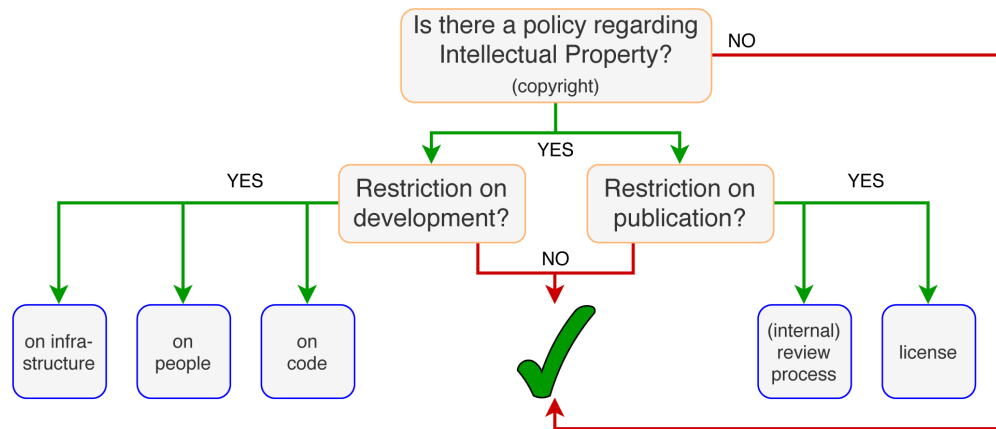 Is there a policy regarding
Intellectual Property?
(copyright)
NO
YES
Restriction on
development?
Restriction on
publication?
YES
YES
NO
on infra-
structure
on
people
on
code
(internal)
review
process
license